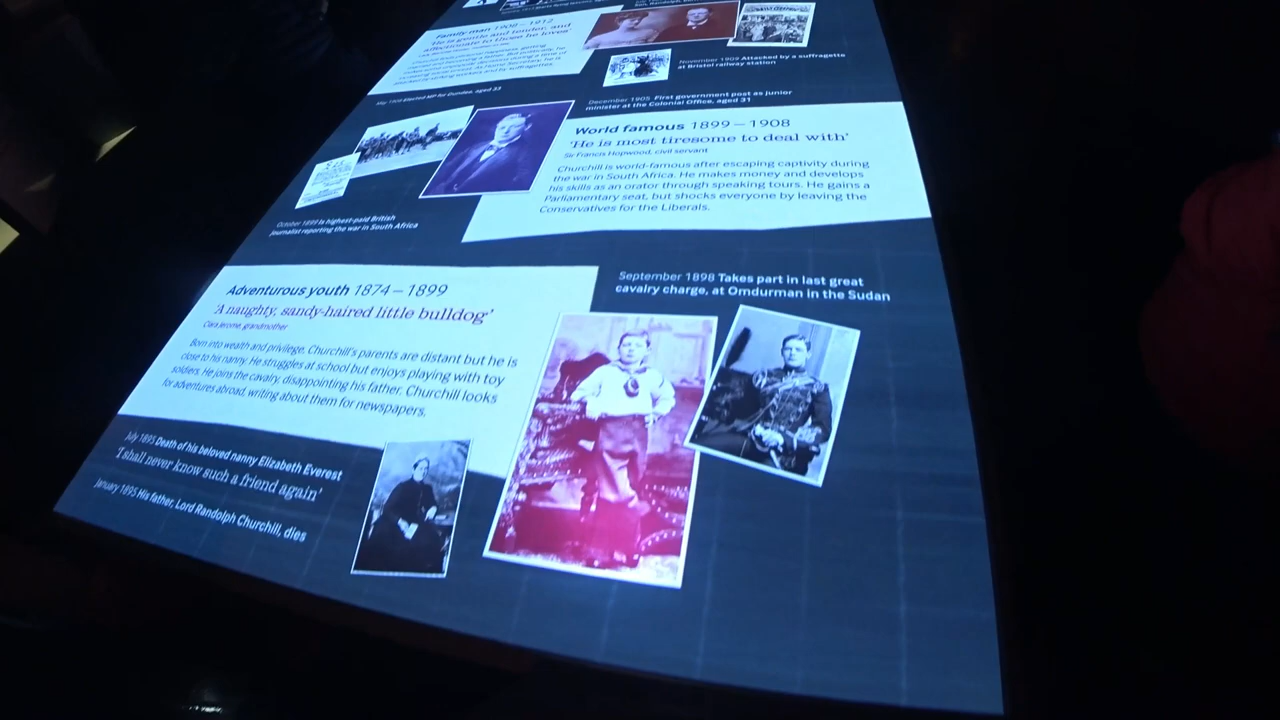 Family man 1908 – 1912
'He is gentle and tender, and
affectionate to those he loves'
November 1909 Attacked by a suffragette
at Bristol railway station
May 1908 Elected MP for Dundee, aged 33
December 1905 First government post as junior
minister at the Colonial Office, aged 31
World famous 1899 – 1908
'He is most tiresome to deal with'
Sir Francis Hopwood, civil servant
Churchill is world-famous after escaping captivity during
the war in South Africa. He makes money and develops
his skills as an orator through speaking tours. He gains a
Parliamentary seat, but shocks everyone by leaving the
Conservatives for the Liberals.
October 1899 Is highest-paid British
journalist reporting the war in South Africa
September 1898 Takes part in last great
cavalry charge, at Omdurman in the Sudan
Adventurous youth 1874 – 1899
'A naughty, sandy-haired little bulldog'
Clara Jerome, grandmother
Born into wealth and privilege, Churchill's parents are distant but he is
close to his nanny. He struggles at school but enjoys playing with toy
soldiers. He joins the cavalry, disappointing his father. Churchill looks
for adventures abroad, writing about them for newspapers.
July 1895 Death of his beloved nanny Elizabeth Everest
'I shall never know such a friend again'
January 1895 His father, Lord Randolph Churchill, dies